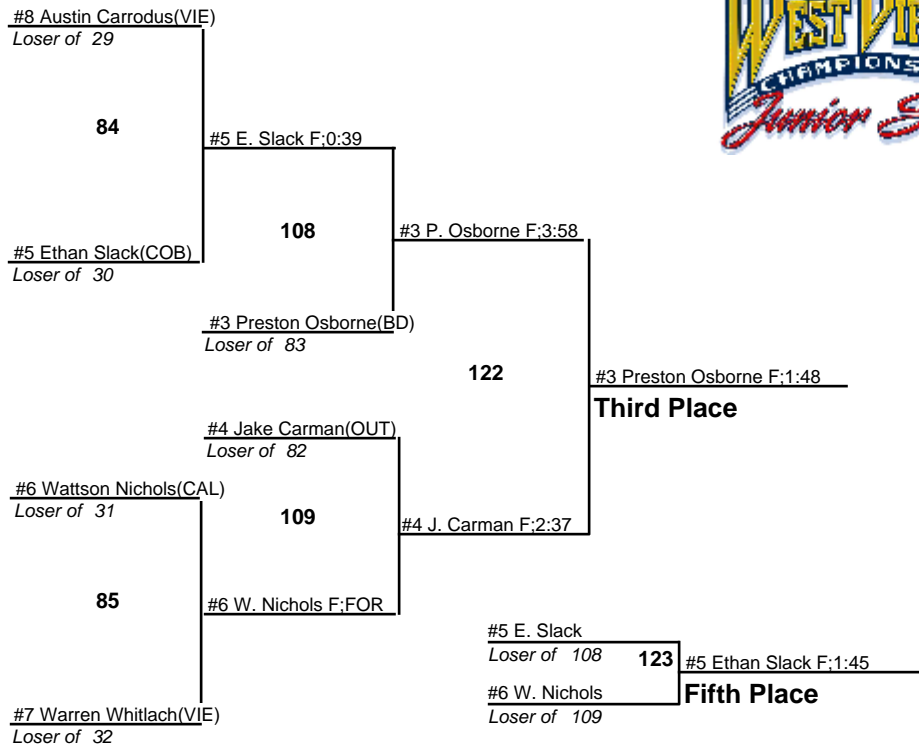 #8 Austin Carrodus(VIE)
Loser of 29
84
#5 E. Slack F;0:39
#5 Ethan Slack(COB)
Loser of 30
108
#3 P. Osborne F;3:58
#3 Preston Osborne(BD)
Loser of 83
122
#3 Preston Osborne F;1:48
Third Place
#4 Jake Carman(OUT)
Loser of 82
#6 Wattson Nichols(CAL)
Loser of 31
109
#4 J. Carman F;2:37
85
#6 W. Nichols F;FOR
#7 Warren Whitlach(VIE)
Loser of 32
#5 E. Slack
Loser of 108
123
#5 Ethan Slack F;1:45
Fifth Place
#6 W. Nichols
Loser of 109
WEST VIE
CHAMPIONS
Junior S